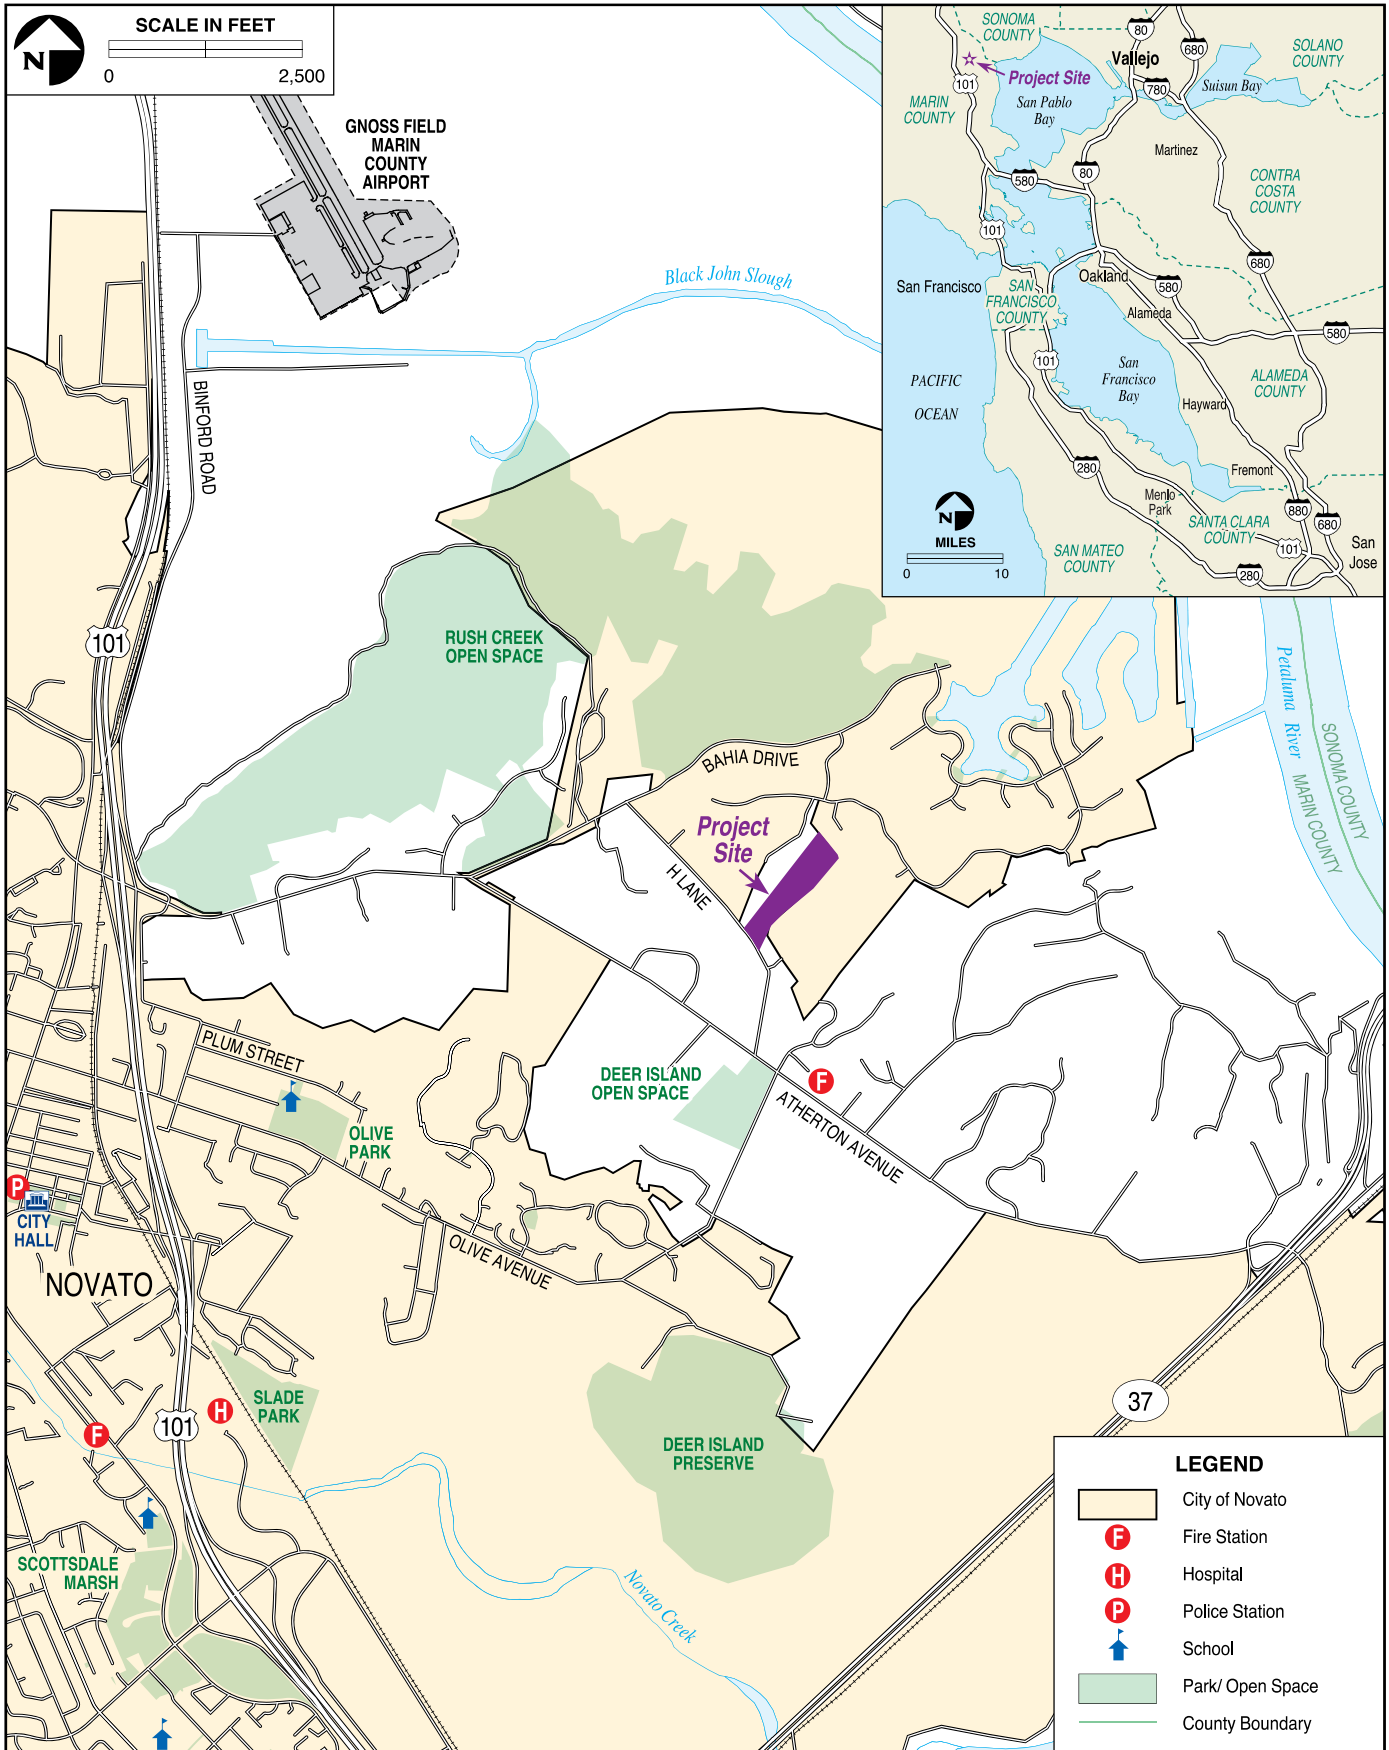 SCALE IN FEET
N
0
2,500
GNOSS FIELD
MARIN
COUNTY
AIRPORT
Black John Slough
BINFORD ROAD
101
RUSH CREEK
OPEN SPACE
BAHIA DRIVE
Project
Site
H LANE
Petaluma River
SONOMA COUNTY
MARIN COUNTY
PLUM STREET
DEER ISLAND
OPEN SPACE
F
ATHERTON AVENUE
OLIVE
PARK
P
CITY
HALL
OLIVE AVENUE
NOVATO
SLADE
PARK
H
F
101
37
DEER ISLAND
PRESERVE
SCOTTSDALE
MARSH
Novato Creek
SONOMA
COUNTY
80
680
SOLANO
COUNTY
Vallejo
Project Site
101
780
Suisun Bay
MARIN
COUNTY
San Pablo
Bay
Martinez
580
80
CONTRA
COSTA
COUNTY
101
680
San Francisco
SAN
FRANCISCO
COUNTY
Oakland
580
Alameda
580
101
San
Francisco
Bay
ALAMEDA
COUNTY
PACIFIC
OCEAN
Hayward
280
Fremont
Menlo
Park
N
MILES
0
10
880
680
SANTA CLARA
COUNTY
101
San
Jose
SAN MATEO
COUNTY
280
LEGEND
City of Novato
F
Fire Station
H
Hospital
P
Police Station
School
Park/ Open Space
County Boundary